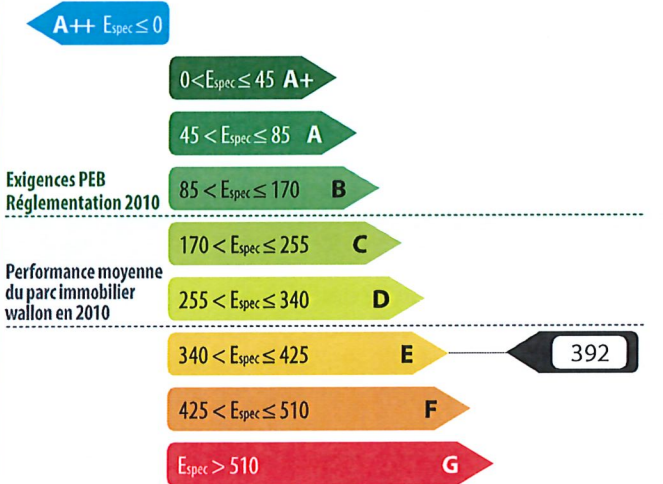 A++ Espec ≤ 0
0 < Espec ≤ 45 A+
45 < Espec ≤ 85 A
Exigences PEB
Réglementation 2010
85 < Espec ≤ 170 B
170 < Espec ≤ 255 C
Performance moyenne
du parc immobilier
wallon en 2010
255 < Espec ≤ 340 D
340 < Espec ≤ 425 E
392
425 < Espec ≤ 510 F
Espec > 510 G